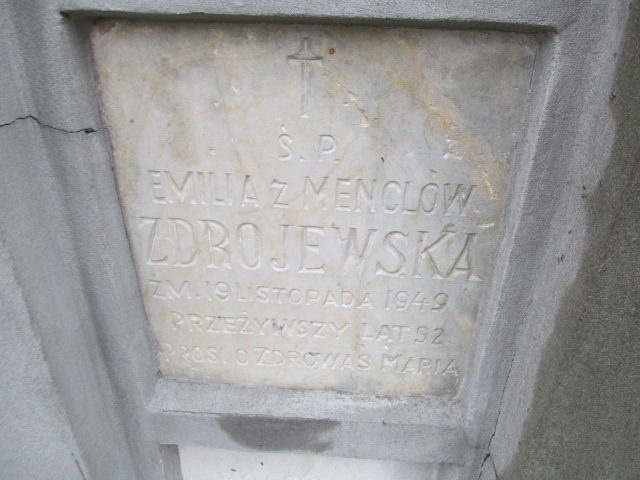 Ś. P.
EMILIA Z MENCLÓW
ZDROJEWSKA
ZM. 19 LISTOPADA 1949
PRZEŻYWSZY LAT 92
PROSI O ZDROWAŚ MARIA